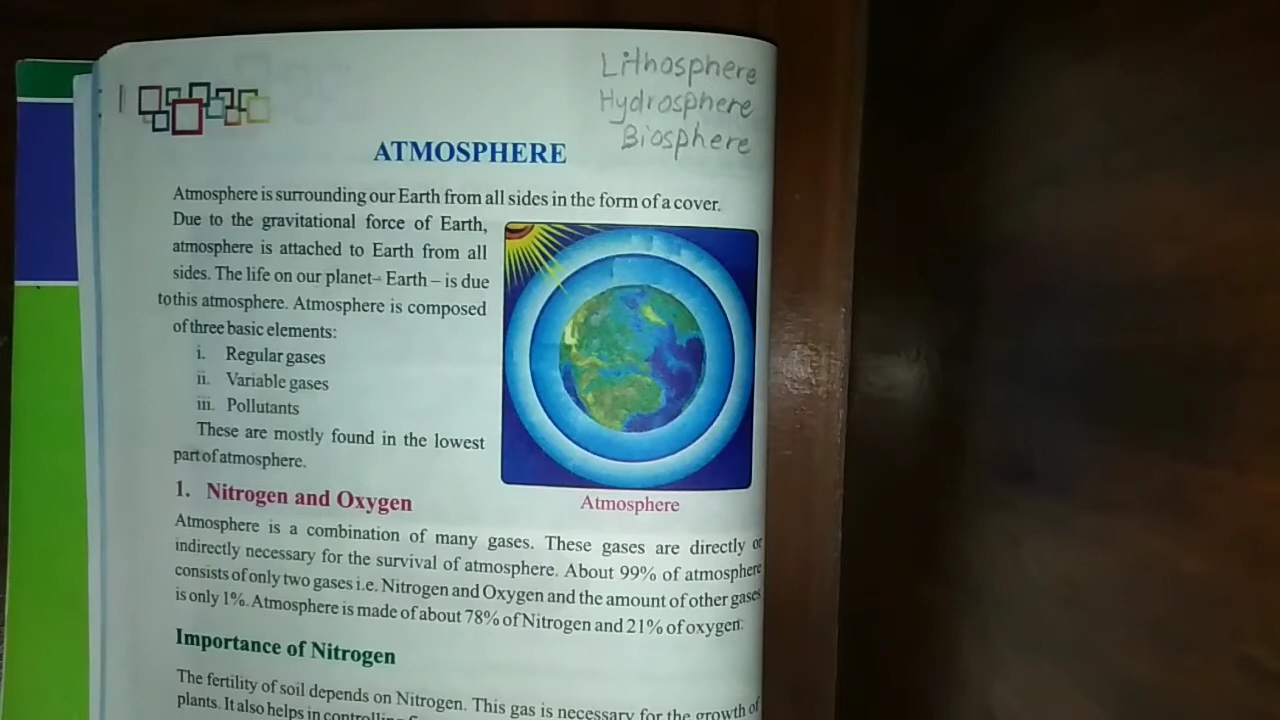 Lithosphere
Hydrosphere
Biosphere
ATMOSPHERE
Atmosphere is surrounding our Earth from all sides in the form of a cover.
Due to the gravitational force of Earth,
atmosphere is attached to Earth from all
sides. The life on our planet– Earth – is due
to this atmosphere. Atmosphere is composed
of three basic elements:
i. Regular gases
ii. Variable gases
iii. Pollutants
These are mostly found in the lowest
part of atmosphere.
Atmosphere
1. Nitrogen and Oxygen
Atmosphere is a combination of many gases. These gases are directly or
indirectly necessary for the survival of atmosphere. About 99% of atmosphere
consists of only two gases i.e. Nitrogen and Oxygen and the amount of other gases
is only 1%. Atmosphere is made of about 78% of Nitrogen and 21% of oxygen.
Importance of Nitrogen
The fertility of soil depends on Nitrogen. This gas is necessary for the growth of
plants. It also helps in